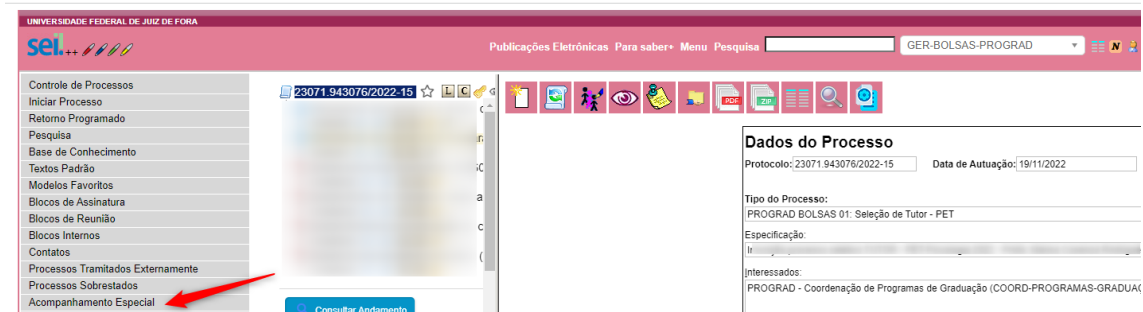 UNIVERSIDADE FEDERAL DE JUIZ DE FORA
sei.++
Publicações Eletrônicas Para saber+ Menu Pesquisa
GER-BOLSAS-PROGRAD
N
Controle de Processos
Iniciar Processo
Retorno Programado
Pesquisa
Base de Conhecimento
Textos Padrão
Modelos Favoritos
Blocos de Assinatura
Blocos de Reunião
Blocos Internos
Contatos
Processos Tramitados Externamente
Processos Sobrestados
Acompanhamento Especial
23071.943076/2022-15 L C
Consultar Andamento
PDF
ZIP
Dados do Processo
Protocolo: 23071.943076/2022-15 Data de Autuação: 19/11/2022
Tipo do Processo:
PROGRAD BOLSAS 01: Seleção de Tutor - PET
Especificação:
Interessados:
PROGRAD - Coordenação de Programas de Graduação (COORD-PROGRAMAS-GRADUAÇ